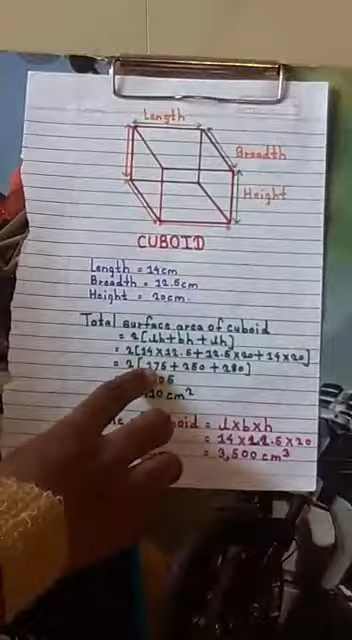 Length
Breadth
Height
CUBOID
Length = 14cm
Breadth = 12.5cm
Height = 20cm
Total surface area of cuboid
= 2[lb+bh+lh]
= 2[14×12.5+12.5×20+14×20]
= 2[175+250+280]
cm²
= l×b×h
= 14×12.5×20
= 3,500 cm³